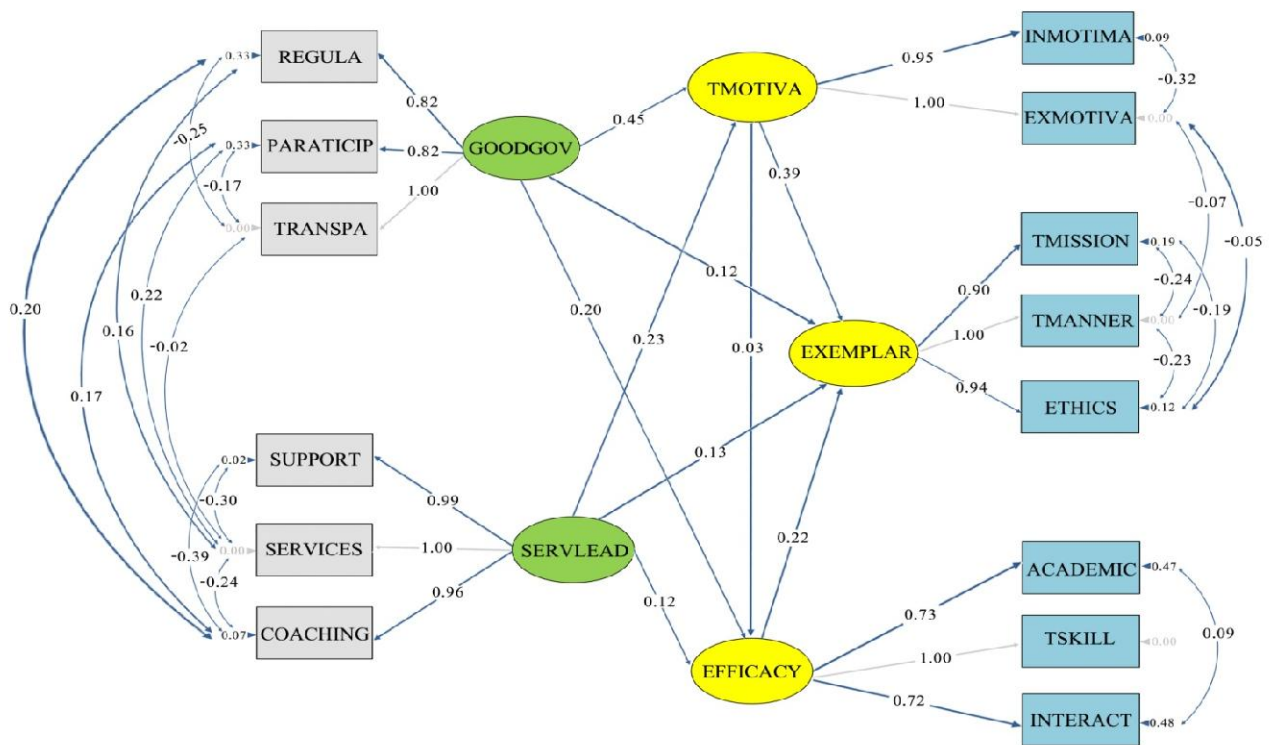 REGULA
0.33
INMOTIMA
0.09
0.95
TMOTIVA
-0.32
0.82
1.00
EXMOTIVA
0.00
0.45
-0.25
PARATICIP
0.33
0.82
GOODGOV
0.39
-0.17
1.00
-0.07
TRANSPA
0.00
TMISSION
0.19
-0.05
0.12
0.90
-0.24
0.20
0.22
0.20
-0.19
0.16
0.23
TMANNER
0.00
1.00
-0.02
0.03
EXEMPLAR
-0.23
0.17
0.94
ETHICS
0.12
SUPPORT
0.02
0.13
0.99
-0.30
SERVICES
0.00
1.00
SERVLEAD
0.22
-0.39
ACADEMIC
0.47
-0.24
0.96
0.12
0.73
COACHING
0.07
TSKILL
0.00
1.00
0.09
EFFICACY
0.72
INTERACT
0.48